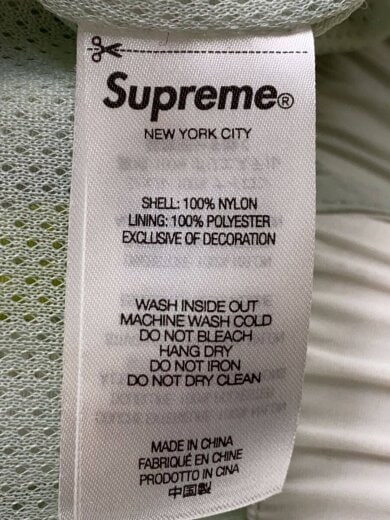 Supreme®
NEW YORK CITY
SHELL: 100% NYLON
LINING: 100% POLYESTER
EXCLUSIVE OF DECORATION
WASH INSIDE OUT
MACHINE WASH COLD
DO NOT BLEACH
HANG DRY
DO NOT IRON
DO NOT DRY CLEAN
MADE IN CHINA
FABRIQUÉ EN CHINE
PRODOTTO IN CINA
中国製